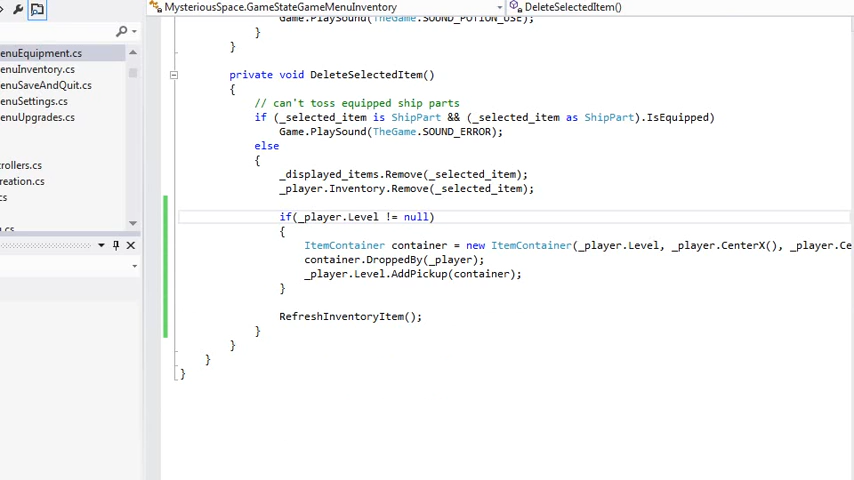 MysteriousSpace.GameStateGameMenuInventory
DeleteSelectedItem()
enuEquipment.cs
enuInventory.cs
enuSaveAndQuit.cs
enuSettings.cs
enuUpgrades.cs
rollers.cs
reation.cs
cs
Game.PlaySound(TheGame.SOUND_POTION_USE);
}
}
private void DeleteSelectedItem()
{
// can't toss equipped ship parts
if (_selected_item is ShipPart && (_selected_item as ShipPart).IsEquipped)
Game.PlaySound(TheGame.SOUND_ERROR);
else
{
_displayed_items.Remove(_selected_item);
_player.Inventory.Remove(_selected_item);
if(_player.Level != null)
{
ItemContainer container = new ItemContainer(_player.Level, _player.CenterX(), _player.Ce
container.DroppedBy(_player);
_player.Level.AddPickup(container);
}
RefreshInventoryItem();
}
}
}
}